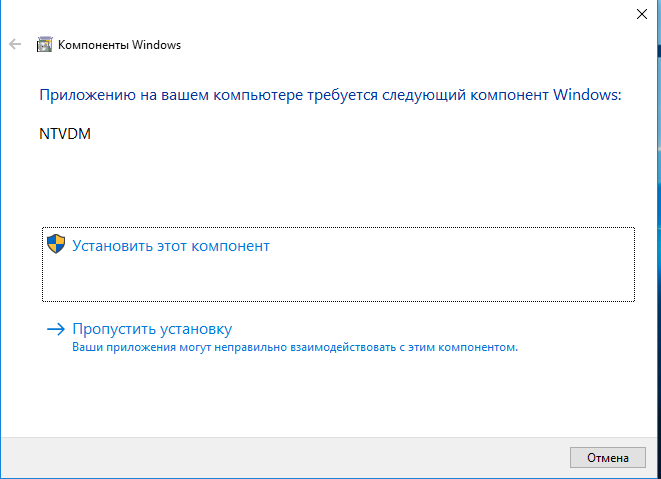 Компоненты Windows
Приложению на вашем компьютере требуется следующий компонент Windows:
NTVDM
Установить этот компонент
Пропустить установку
Ваши приложения могут неправильно взаимодействовать с этим компонентом.
Отмена